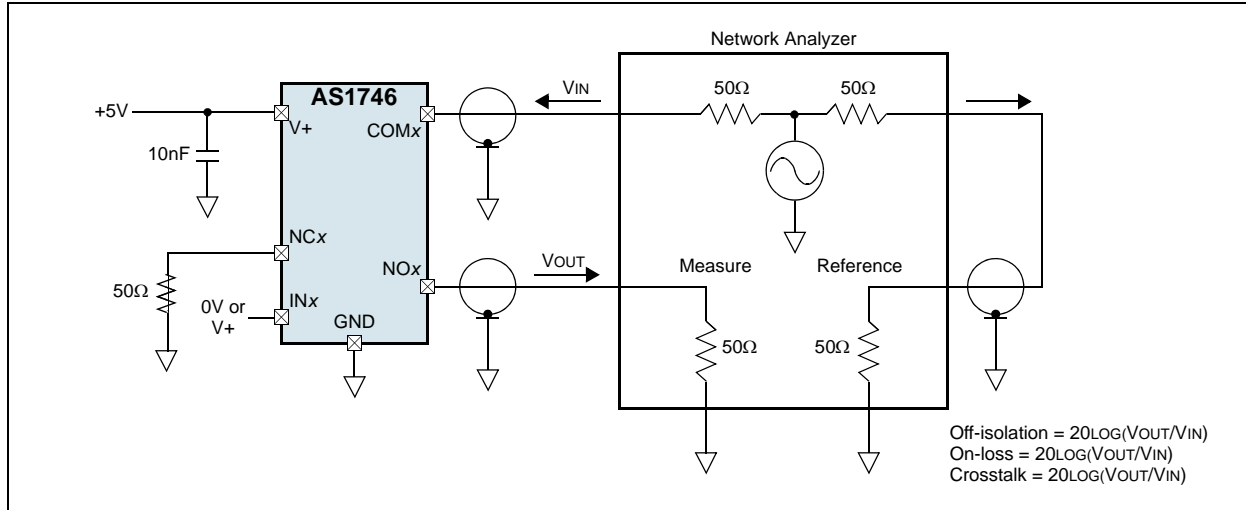 Network Analyzer
AS1746
VIN
50Ω
50Ω
+5V
V+
COMx
10nF
NCx
NOx
VOUT
Measure
Reference
50Ω
0V or
V+
INx
GND
50Ω
50Ω
Off-isolation = 20LOG(VOUT/VIN)
On-loss = 20LOG(VOUT/VIN)
Crosstalk = 20LOG(VOUT/VIN)